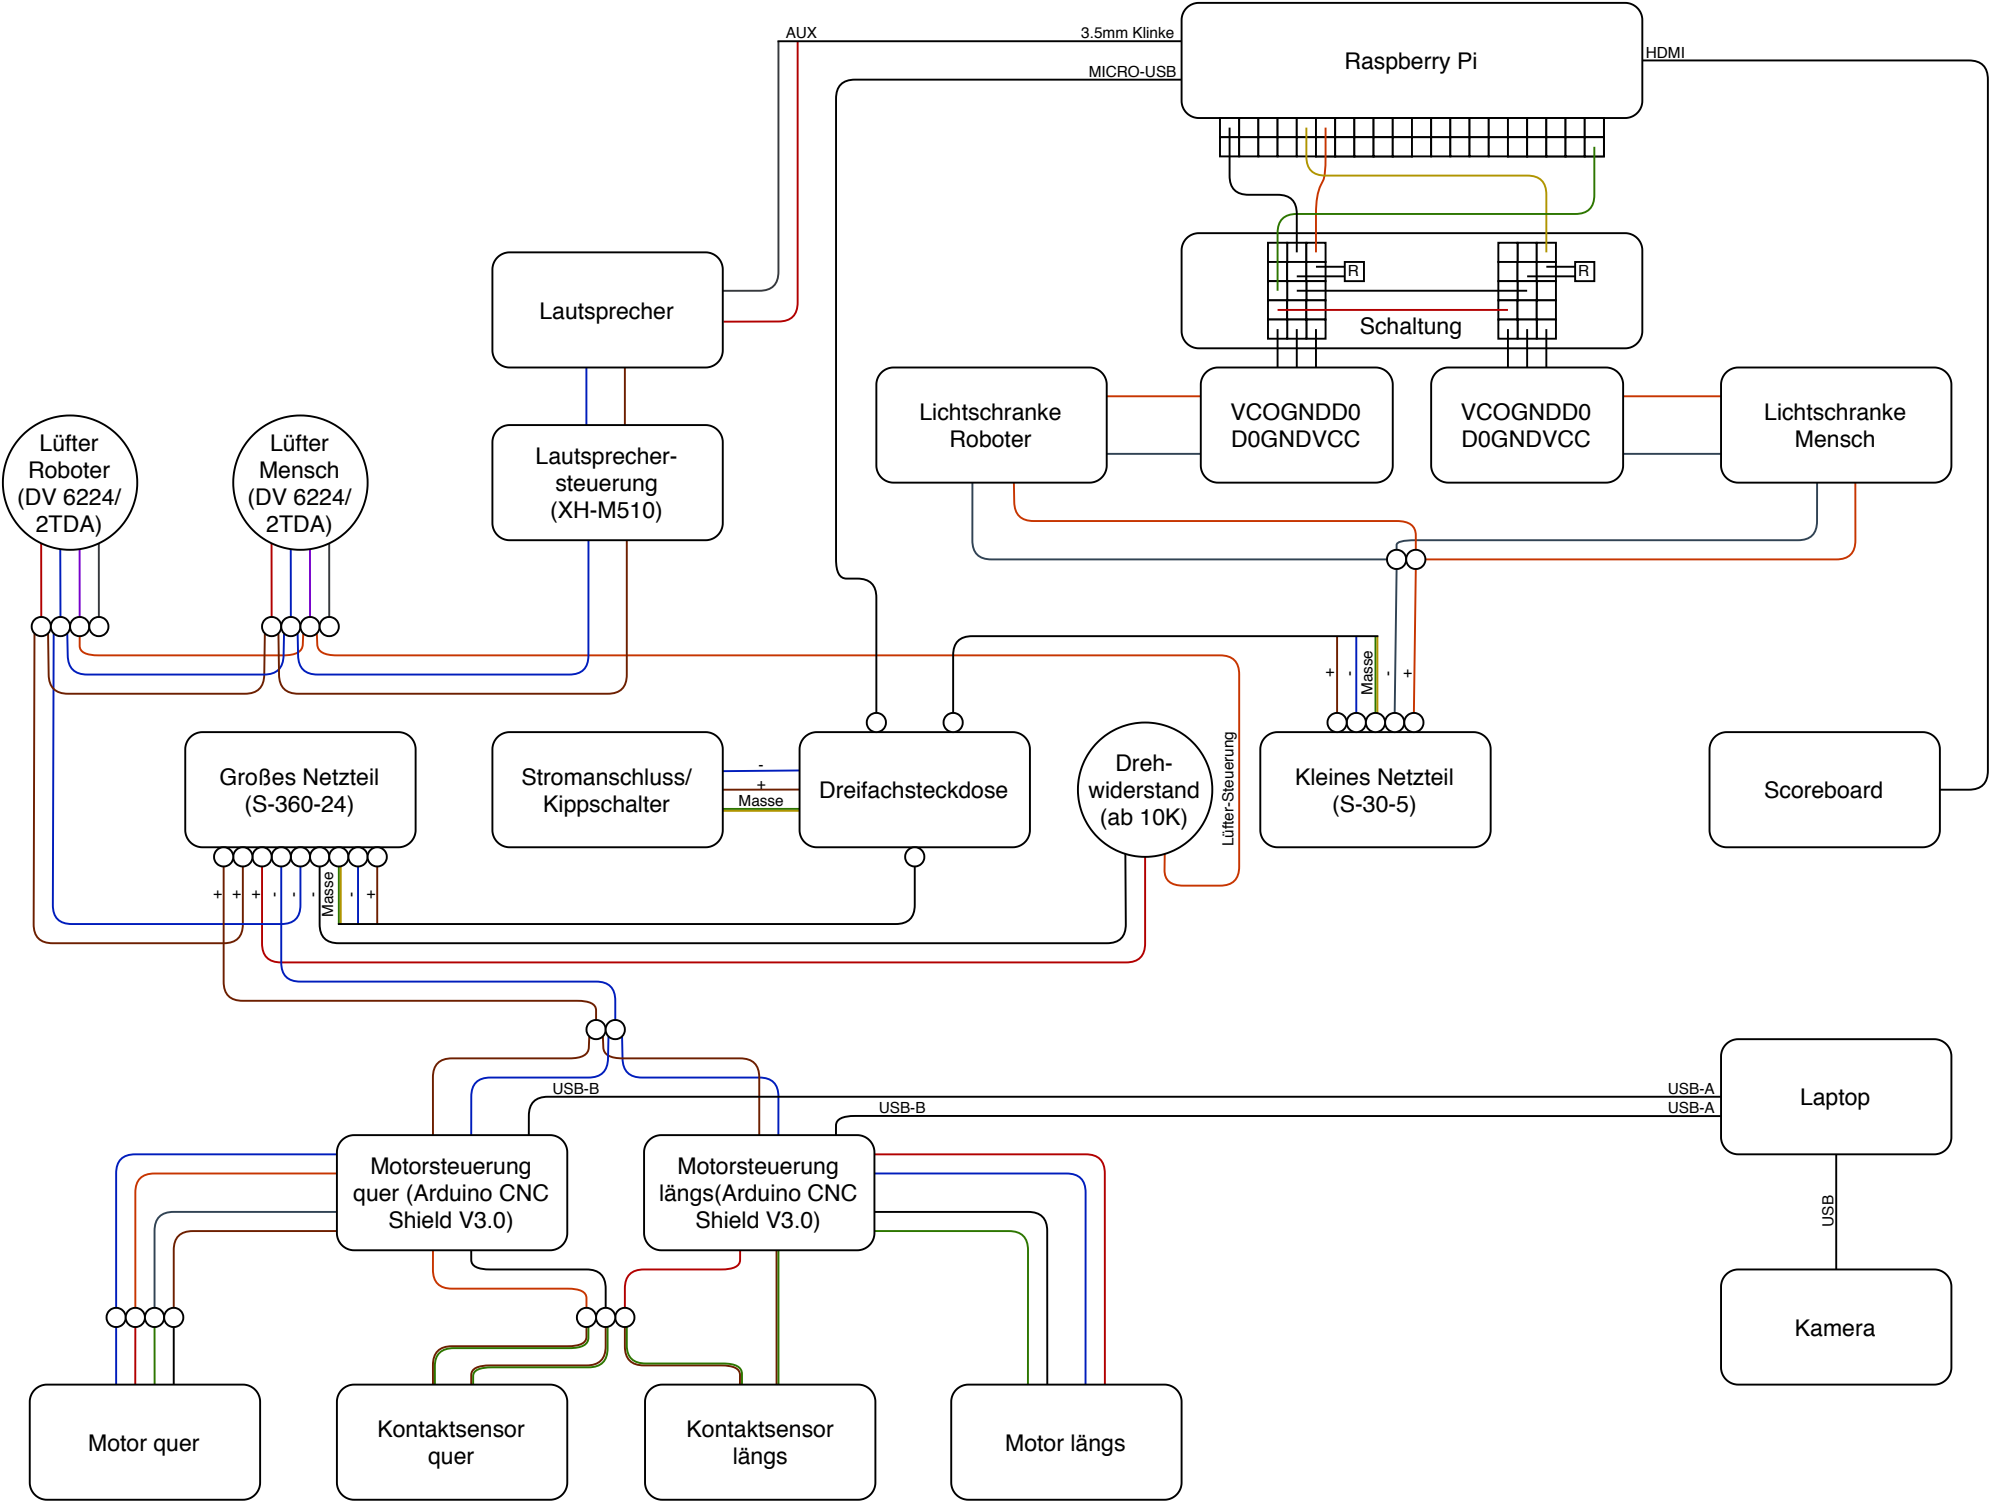 AUX
3.5mm Klinke
MICRO-USB
Raspberry Pi
HDMI
R
R
Schaltung
Lautsprecher
Lautsprecher-
steuerung
(XH-M510)
Lüfter
Roboter
(DV 6224/
2TDA)
Lüfter
Mensch
(DV 6224/
2TDA)
Lichtschranke
Roboter
VCOGNDD0
D0GNDVCC
VCOGNDD0
D0GNDVCC
Lichtschranke
Mensch
+
-
Masse
-
+
Großes Netzteil
(S-360-24)
Stromanschluss/
Kippschalter
-
+
Masse
Dreifachsteckdose
Dreh-
widerstand
(ab 10K)
Lüfter-Steuerung
Kleines Netzteil
(S-30-5)
Scoreboard
+
+
+
-
-
-
Masse
-
+
USB-B
USB-A
USB-B
USB-A
Laptop
Motorsteuerung
quer (Arduino CNC
Shield V3.0)
Motorsteuerung
längs(Arduino CNC
Shield V3.0)
USB
Kamera
Motor quer
Kontaktsensor
quer
Kontaktsensor
längs
Motor längs